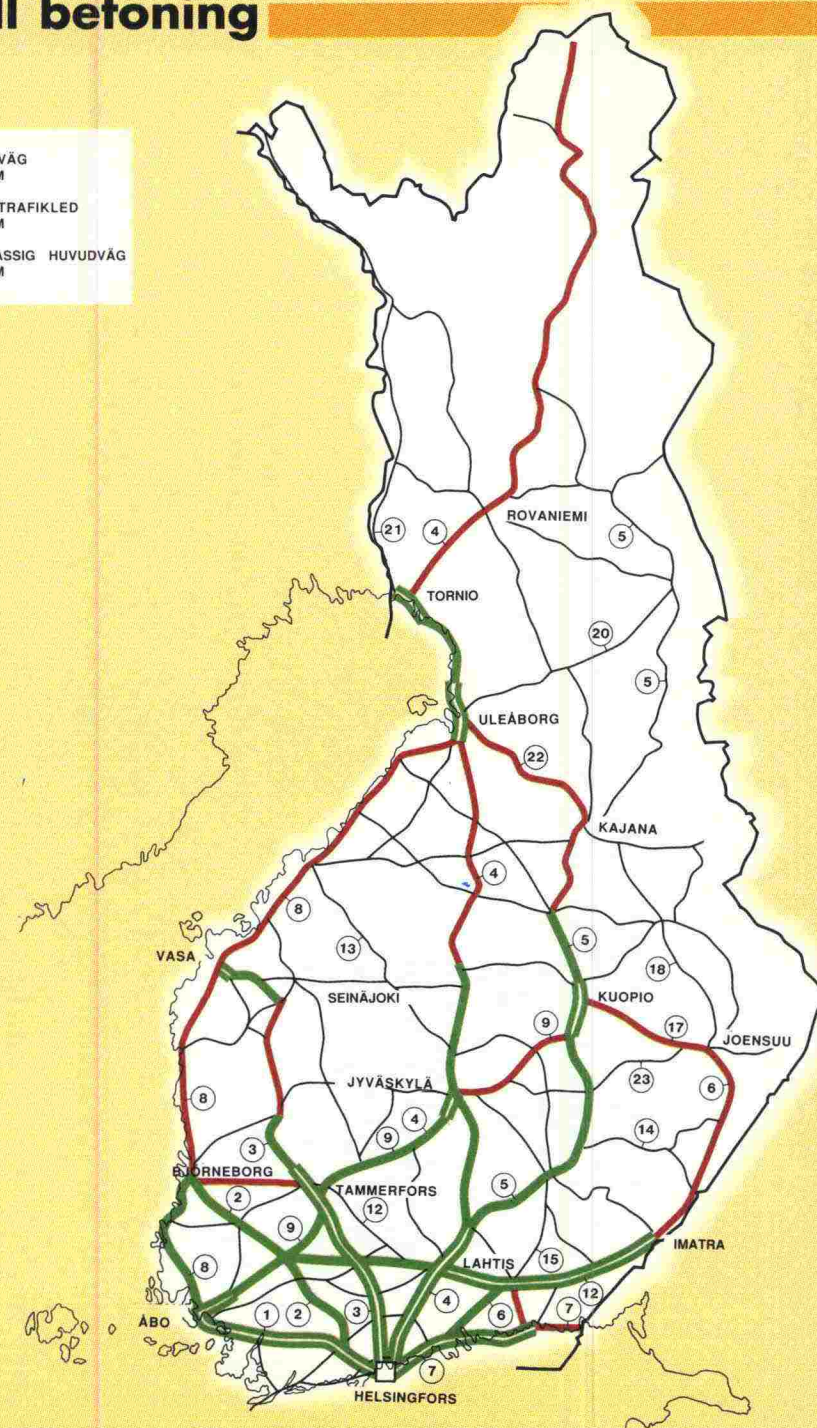 betoning
VÄG
TRAFIKLED
HUVUDVÄG
ROVANIEMI
21
4
5
TORNIO
20
5
ULEÅBORG
22
KAJANA
4
8
13
5
VASA
18
SEINÄJOKI
KUOPIO
9
17
JOENSUU
JYVÄSKYLÄ
23
6
8
4
9
14
3
BJÖRNEBORG
TAMMERFORS
2
12
5
9
IMATRA
LAHTIS
15
8
12
ÅBO
1
2
3
4
6
7
7
HELSINGFORS